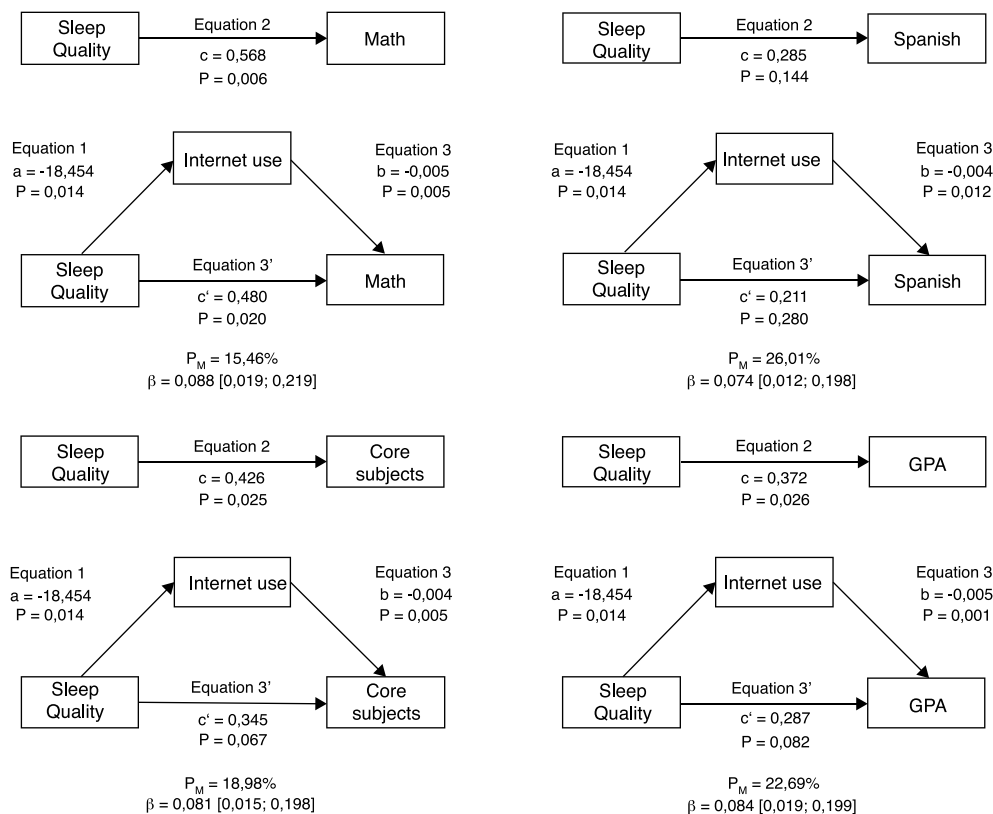 Sleep
Quality
Equation 2
c = 0,568
P = 0,006
Math
Equation 1
a = -18,454
P = 0,014
Internet use
Equation 3
b = -0,005
P = 0,005
Sleep
Quality
Equation 3’
c‘ = 0,480
P = 0,020
Math
P_M = 15,46%
β = 0,088 [0,019; 0,219]
Sleep
Quality
Equation 2
c = 0,285
P = 0,144
Spanish
Equation 1
a = -18,454
P = 0,014
Internet use
Equation 3
b = -0,004
P = 0,012
Sleep
Quality
Equation 3’
c‘ = 0,211
P = 0,280
Spanish
P_M = 26,01%
β = 0,074 [0,012; 0,198]
Sleep
Quality
Equation 2
c = 0,426
P = 0,025
Core
subjects
Equation 1
a = -18,454
P = 0,014
Internet use
Equation 3
b = -0,004
P = 0,005
Sleep
Quality
Equation 3’
c‘ = 0,345
P = 0,067
Core
subjects
P_M = 18,98%
β = 0,081 [0,015; 0,198]
Sleep
Quality
Equation 2
c = 0,372
P = 0,026
GPA
Equation 1
a = -18,454
P = 0,014
Internet use
Equation 3
b = -0,005
P = 0,001
Sleep
Quality
Equation 3’
c‘ = 0,287
P = 0,082
GPA
P_M = 22,69%
β = 0,084 [0,019; 0,199]